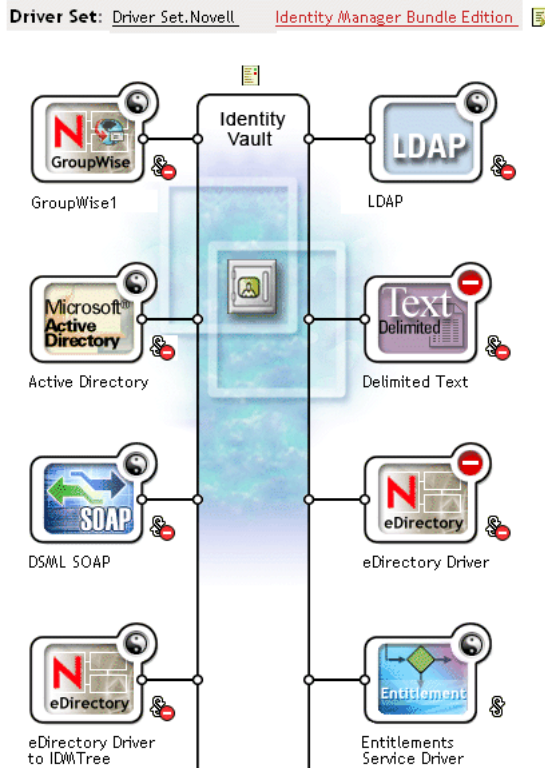 Driver Set: Driver Set.Novell Identity Manager Bundle Edition
Identity
Vault
N
GroupWise
GroupWise1
LDAP
LDAP
Microsoft®
Active
Directory
Active Directory
Text
Delimited
Delimited Text
SOAP
DSML SOAP
N
eDirectory
eDirectory Driver
N
eDirectory
eDirectory Driver
to IDMTree
Entitlement
Entitlements
Service Driver